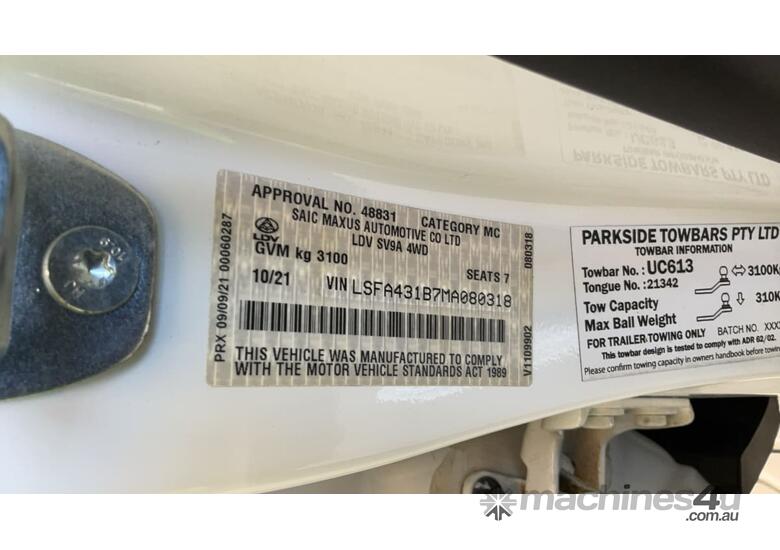 APPROVAL NO. 48831 CATEGORY MC
SAIC MAXUS AUTOMOTIVE CO LTD
LDV
LDV SV9A 4WD
GVM kg 3100
10/21 SEATS 7
VIN LSFA431B7MA080318
THIS VEHICLE WAS MANUFACTURED TO COMPLY
WITH THE MOTOR VEHICLE STANDARDS ACT 1989
PRX 09/09/21 00060287
080318
V1109902
PARKSIDE TOWBARS PTY LTD
TOWBAR INFORMATION
Towbar No.: UC613
Tongue No.: 21342
Tow Capacity 3100K
Max Ball Weight 310K
FOR TRAILER TOWING ONLY BATCH NO. XXX
This towbar design is tested to comply with ADR 62/02.
Please confirm towing capacity in owners handbook before towing
machines4u
.com.au